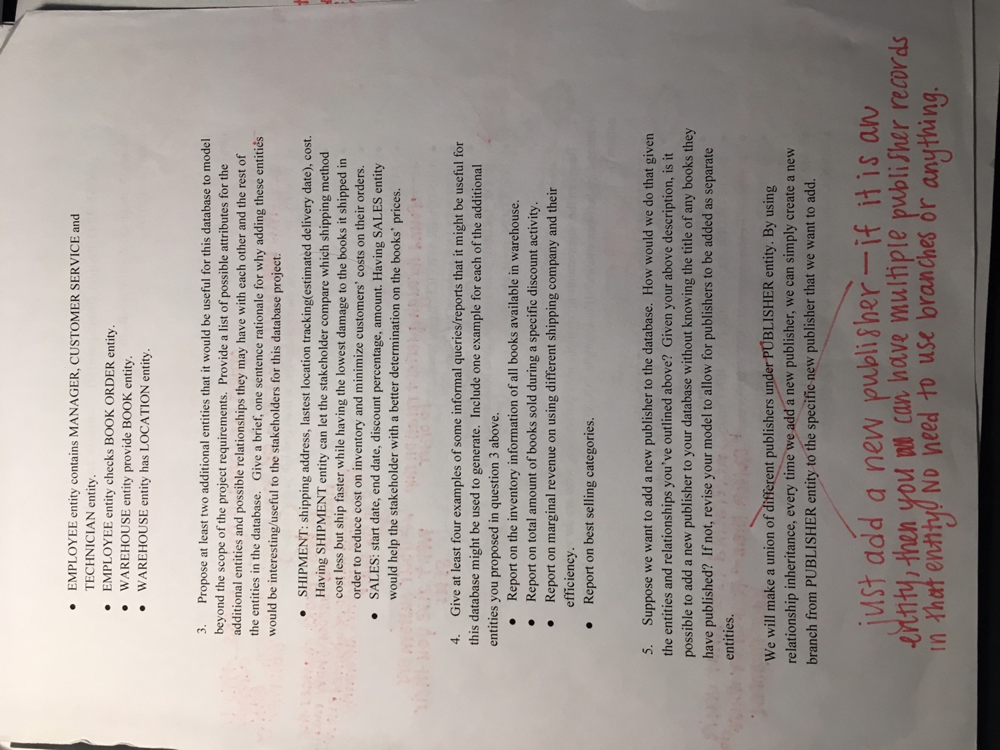 • EMPLOYEE entity contains MANAGER, CUSTOMER SERVICE and
TECHNICIAN entity.
• EMPLOYEE entity checks BOOK ORDER entity.
• WAREHOUSE entity provide BOOK entity.
• WAREHOUSE entity has LOCATION entity.
3. Propose at least two additional entities that it would be useful for this database to model
beyond the scope of the project requirements. Provide a list of possible attributes for the
additional entities and possible relationships they may have with each other and the rest of
the entities in the database. Give a brief, one sentence rationale for why adding these entities
would be interesting/useful to the stakeholders for this database project.
• SHIPMENT: shipping address, lastest location tracking(estimated delivery date), cost.
Having SHIPMENT entity can let the stakeholder compare which shipping method
cost less but ship faster while having the lowest damage to the books it shipped in
order to reduce cost on inventory and minimize customers' costs on their orders.
• SALES: start date, end date, discount percentage, amount. Having SALES entity
would help the stakeholder with a better determination on the books' prices.
4. Give at least four examples of some informal queries/reports that it might be useful for
this database might be used to generate. Include one example for each of the additional
entities you proposed in question 3 above.
• Report on the inventory information of all books available in warehouse.
• Report on total amount of books sold during a specific discount activity.
• Report on marginal revenue on using different shipping company and their
efficiency.
• Report on best selling categories.
5. Suppose we want to add a new publisher to the database. How would we do that given
the entities and relationships you've outlined above? Given your above description, is it
possible to add a new publisher to your database without knowing the title of any books they
have published? If not, revise your model to allow for publishers to be added as separate
entities.
We will make a union of different publishers under PUBLISHER entity. By using
relationship inheritance, every time we add a new publisher, we can simply create a new
branch from PUBLISHER entity to the specific new publisher that we want to add.
just add a new publisher — if it is an
entity, then you can have multiple publisher records
in that entity! No need to use branches or anything.